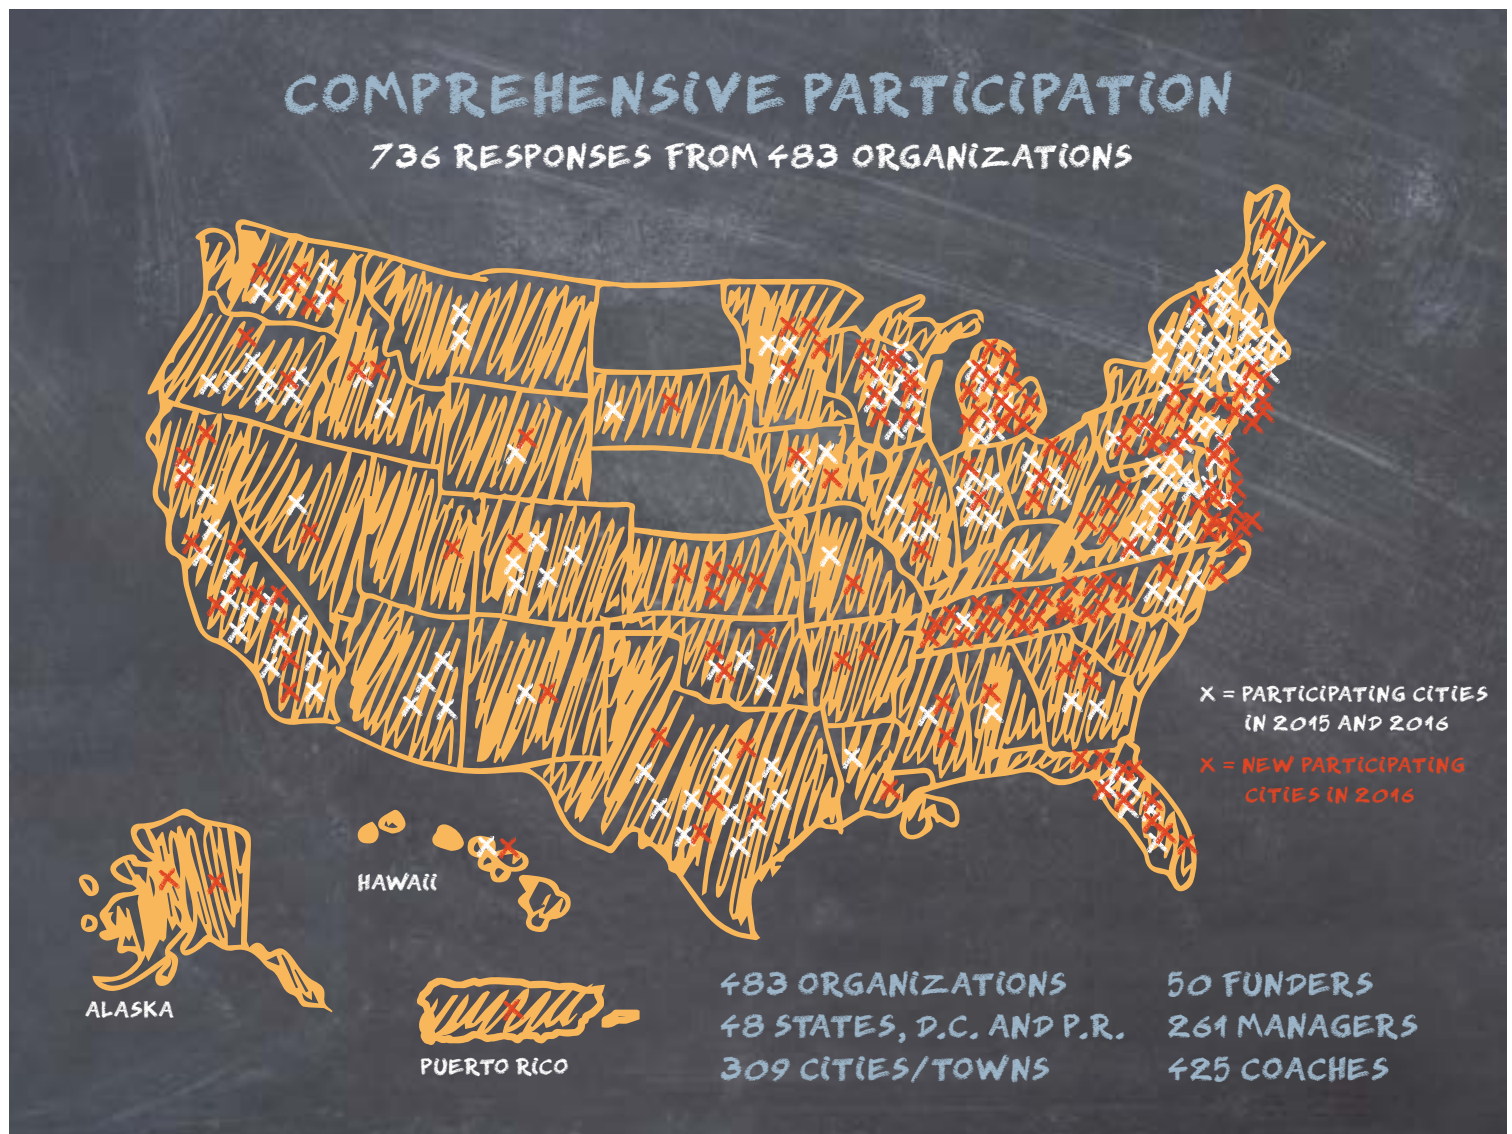 COMPREHENSIVE PARTICIPATION
736 RESPONSES FROM 483 ORGANIZATIONS
X = PARTICIPATING CITIES
IN 2015 AND 2016
X = NEW PARTICIPATING
CITIES IN 2016
HAWAII
ALASKA
PUERTO RICO
483 ORGANIZATIONS
48 STATES, D.C. AND P.R.
309 CITIES/TOWNS
50 FUNDERS
261 MANAGERS
425 COACHES